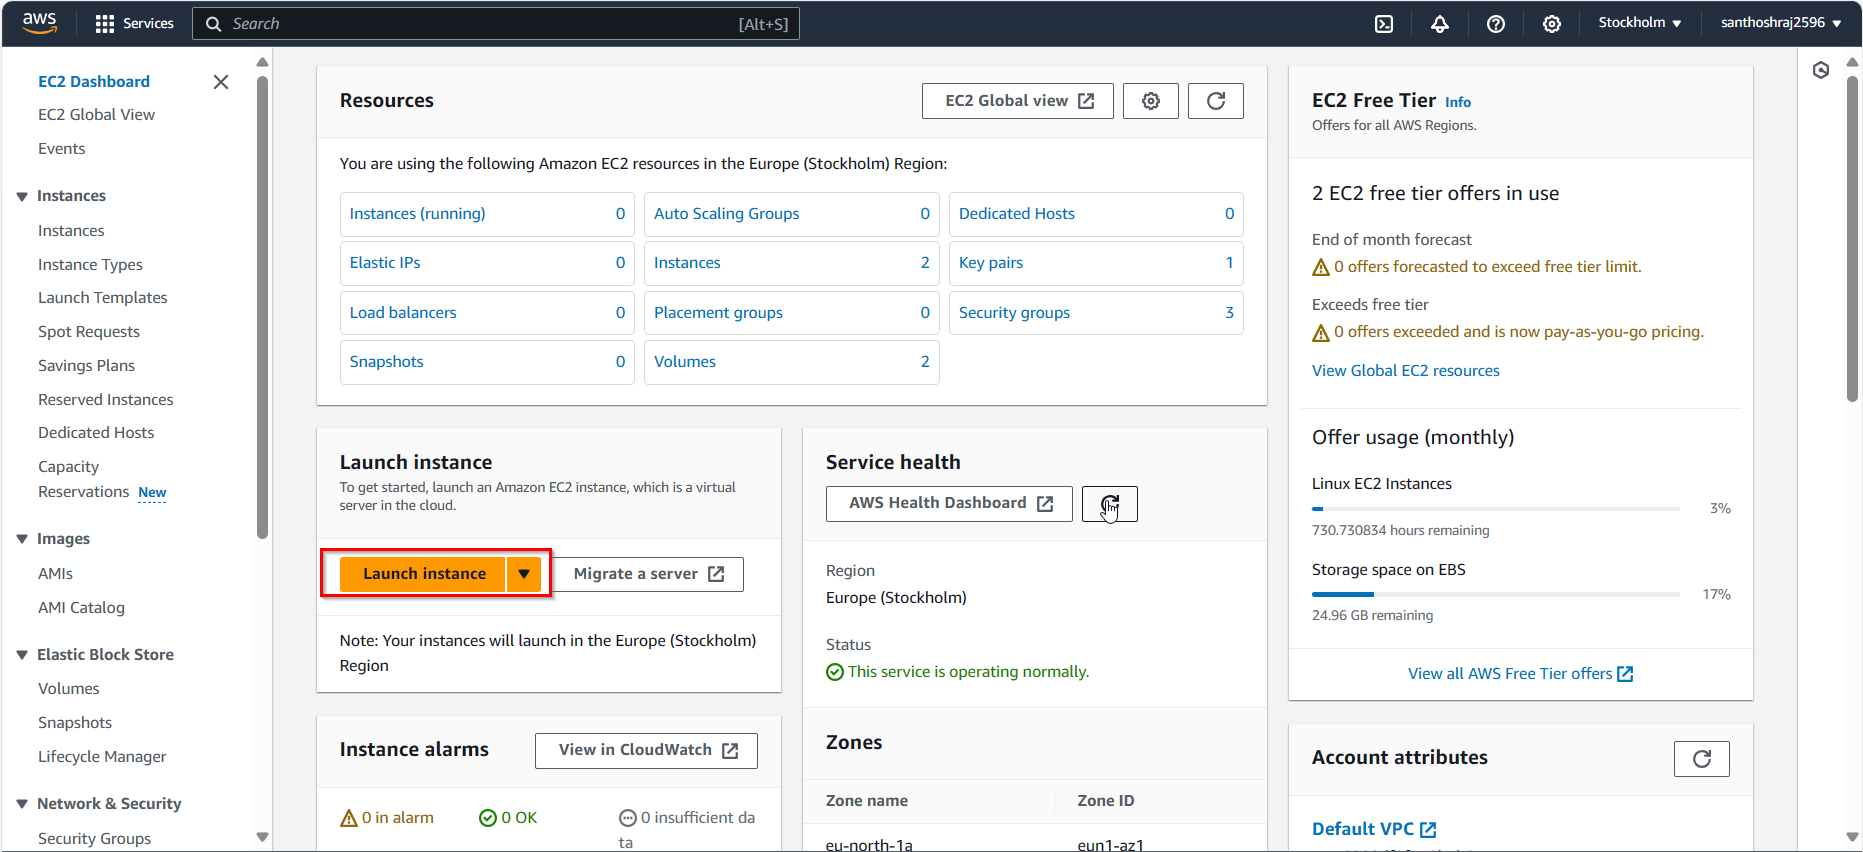 aws
Services
Search
[Alt+S]
Stockholm
santhoshraj2596
EC2 Dashboard
EC2 Global View
Events
Instances
Instances
Instance Types
Launch Templates
Spot Requests
Savings Plans
Reserved Instances
Dedicated Hosts
Capacity
Reservations New
Images
AMIs
AMI Catalog
Elastic Block Store
Volumes
Snapshots
Lifecycle Manager
Network & Security
Security Groups
Resources
EC2 Global view
You are using the following Amazon EC2 resources in the Europe (Stockholm) Region:
Instances (running) 0
Auto Scaling Groups 0
Dedicated Hosts 0
Elastic IPs 0
Instances 2
Key pairs 1
Load balancers 0
Placement groups 0
Security groups 3
Snapshots 0
Volumes 2
Launch instance
To get started, launch an Amazon EC2 instance, which is a virtual
server in the cloud.
Launch instance
Migrate a server
Note: Your instances will launch in the Europe (Stockholm)
Region
Instance alarms
View in CloudWatch
0 in alarm
0 OK
0 insufficient da
ta
Service health
AWS Health Dashboard
Region
Europe (Stockholm)
Status
This service is operating normally.
Zones
Zone name
Zone ID
eu-north-1a
eun1-az1
EC2 Free Tier Info
Offers for all AWS Regions.
2 EC2 free tier offers in use
End of month forecast
0 offers forecasted to exceed free tier limit.
Exceeds free tier
0 offers exceeded and is now pay-as-you-go pricing.
View Global EC2 resources
Offer usage (monthly)
Linux EC2 Instances
3%
730.730834 hours remaining
Storage space on EBS
17%
24.96 GB remaining
View all AWS Free Tier offers
Account attributes
Default VPC